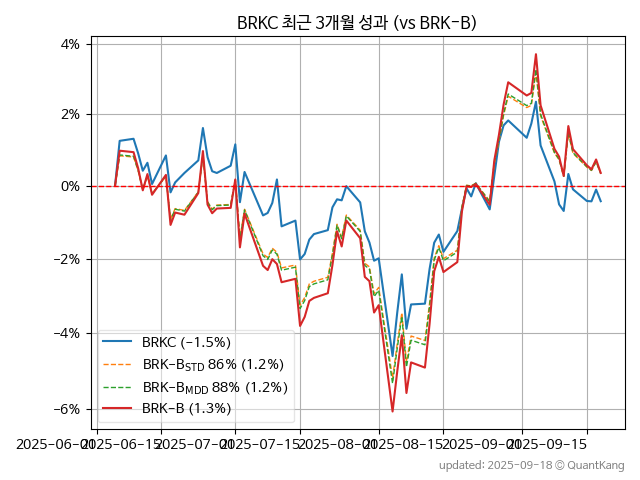 BRKC 최근 3개월 성과 (vs BRK-B)
4%
2%
0%
−2%
−4%
−6%
BRKC (−1.5%)
BRK-B_STD 86% (1.2%)
BRK-B_MDD 88% (1.2%)
BRK-B (1.3%)
2025-06-01 2025-06-15 2025-07-01 2025-07-15 2025-08-01 2025-08-15 2025-09-01 2025-09-15
updated: 2025-09-18 © QuantKang